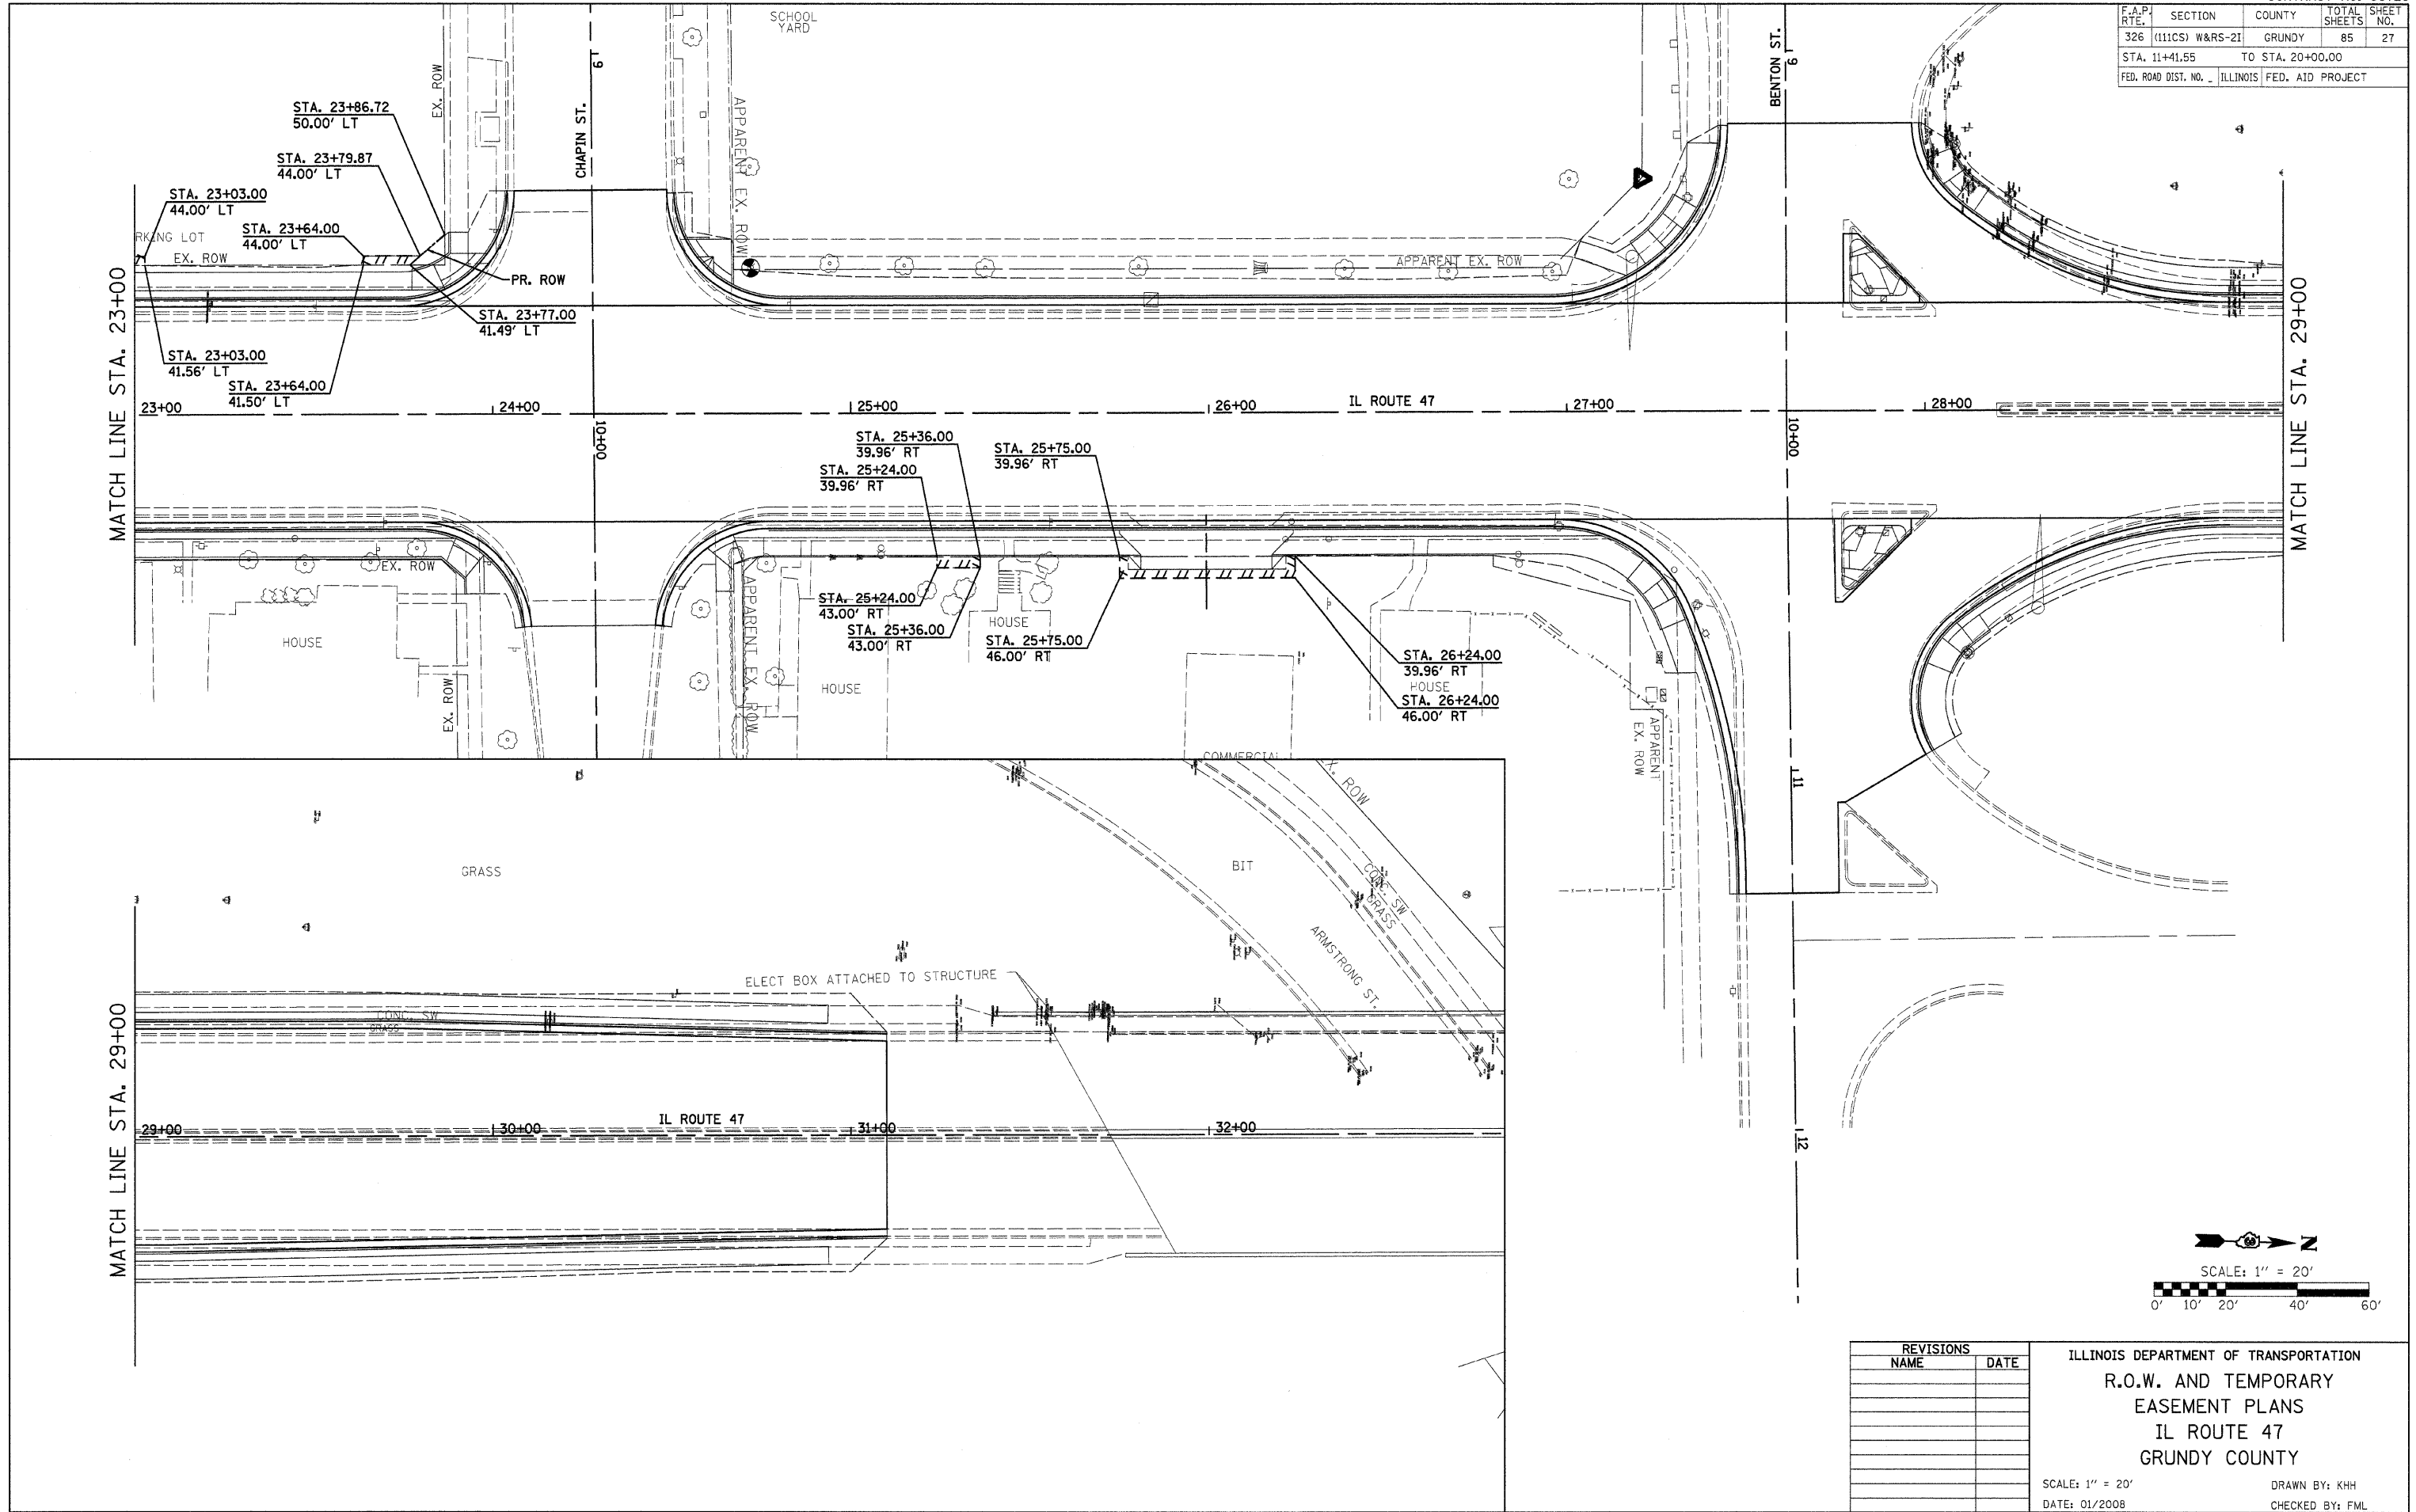 F.A.P. RTE.
SECTION
COUNTY
TOTAL SHEETS
SHEET NO.
326
(111CS) W&RS-2I
GRUNDY
85
27
STA. 11+41.55
TO STA. 20+00.00
FED. ROAD DIST. NO. _
ILLINOIS
FED. AID PROJECT
SCHOOL
YARD
EX. ROW
CHAPIN ST.
9
APPARENT EX. ROW
BENTON ST.
9
STA. 23+86.72
50.00' LT
STA. 23+79.87
44.00' LT
STA. 23+03.00
44.00' LT
STA. 23+64.00
44.00' LT
RKING LOT
EX. ROW
PR. ROW
APPARENT EX. ROW
STA. 23+77.00
41.49' LT
STA. 23+03.00
41.56' LT
STA. 23+64.00
41.50' LT
MATCH LINE STA. 23+00
MATCH LINE STA. 29+00
23+00
24+00
25+00
26+00
IL ROUTE 47
27+00
28+00
10+00
10+00
STA. 25+36.00
39.96' RT
STA. 25+24.00
39.96' RT
STA. 25+75.00
39.96' RT
EX. ROW
STA. 25+24.00
43.00' RT
STA. 25+36.00
43.00' RT
HOUSE
STA. 25+75.00
46.00' RT
HOUSE
STA. 26+24.00
39.96' RT
HOUSE
STA. 26+24.00
46.00' RT
EX. ROW
APPARENT EX. ROW
HOUSE
COMMERCIAL
APPARENT
EX. ROW
11
12
X. ROW
GRASS
BIT
CONC. SW
GRASS
ARMSTRONG ST.
ELECT BOX ATTACHED TO STRUCTURE
CONC. SW
GRASS
MATCH LINE STA. 29+00
29+00
30+00
IL ROUTE 47
31+00
32+00
N
SCALE: 1" = 20'
0' 10' 20' 40' 60'
REVISIONS
NAME
DATE
ILLINOIS DEPARTMENT OF TRANSPORTATION
R.O.W. AND TEMPORARY
EASEMENT PLANS
IL ROUTE 47
GRUNDY COUNTY
SCALE: 1" = 20'
DRAWN BY: KHH
DATE: 01/2008
CHECKED BY: FML